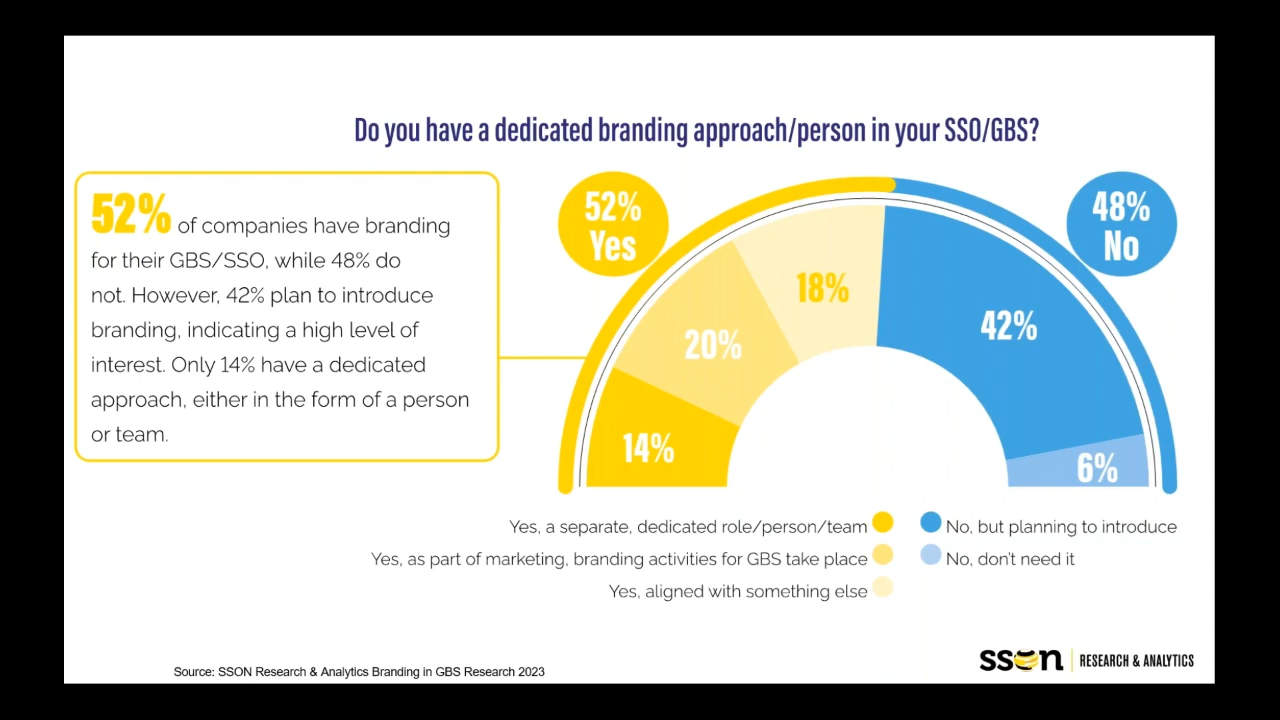 Do you have a dedicated branding approach/person in your SSO/GBS?
52% of companies have branding
for their GBS/SSO, while 48% do
not. However, 42% plan to introduce
branding, indicating a high level of
interest. Only 14% have a dedicated
approach, either in the form of a person
or team.
52%
Yes
48%
No
14%
20%
18%
42%
6%
Yes, a separate, dedicated role/person/team
Yes, as part of marketing, branding activities for GBS take place
Yes, aligned with something else
No, but planning to introduce
No, don't need it
Source: SSON Research & Analytics Branding in GBS Research 2023
sson RESEARCH & ANALYTICS